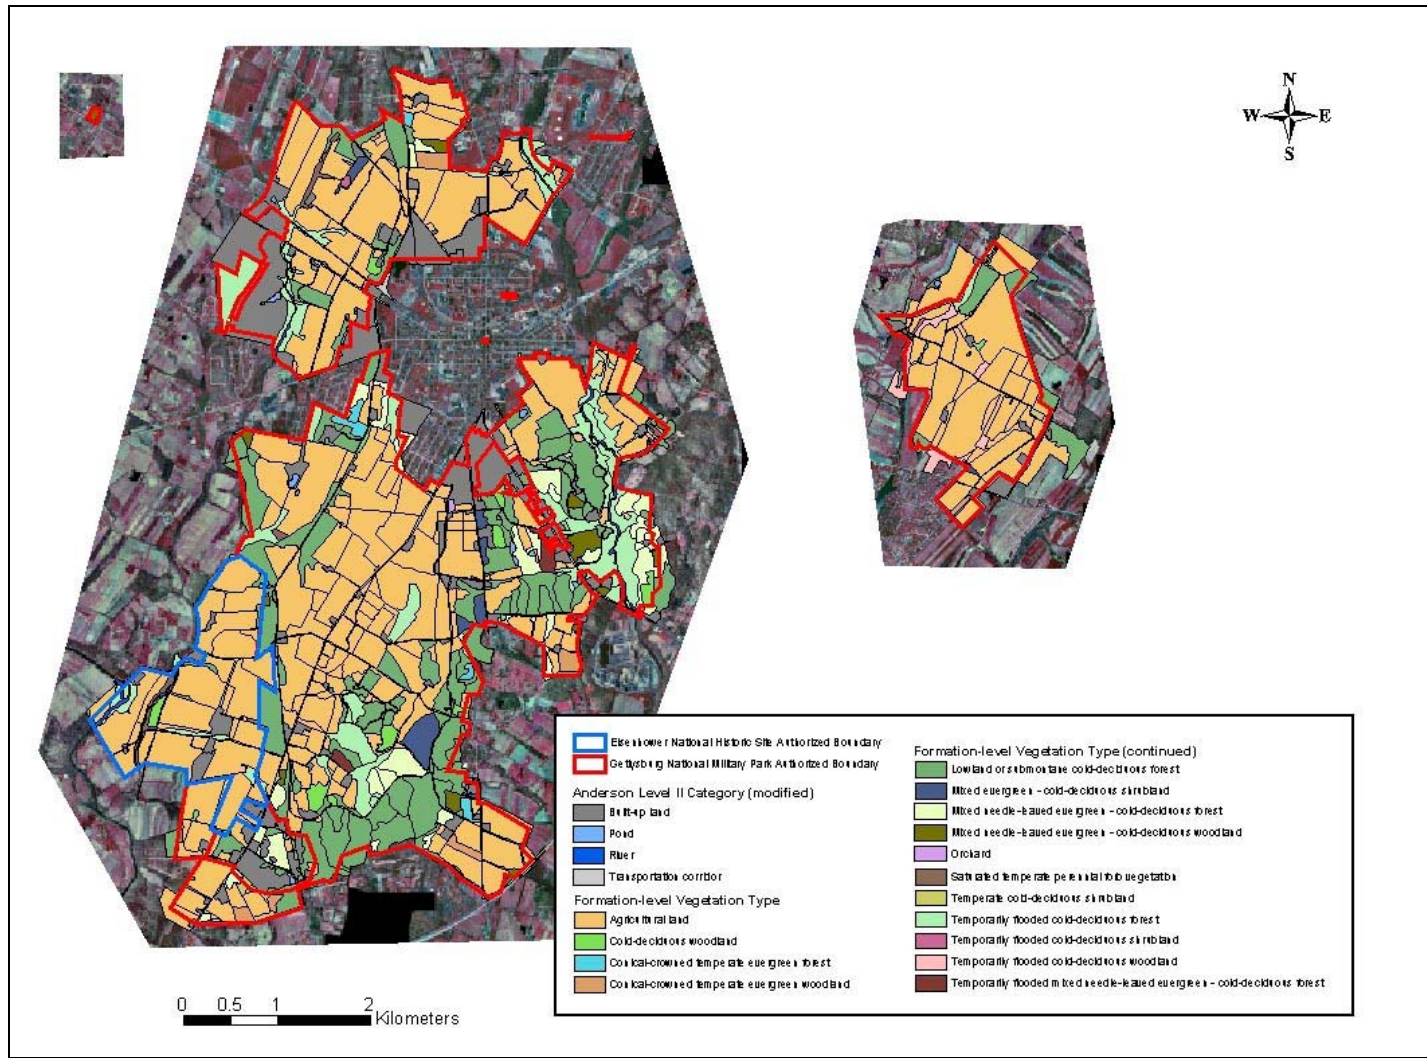 N
W E
S
Eisenhower National Historic Site Authorized Boundary
Gettysburg National Military Park Authorized Boundary
Anderson Level II Category (modified)
Built-up land
Pond
River
Transportation corridor
Formation-level Vegetation Type
Agricultural land
Cold-deciduous woodland
Conical-crowned temperate evergreen forest
Conical-crowned temperate evergreen woodland
Formation-level Vegetation Type (continued)
Lowland or submontane cold-deciduous forest
Mixed evergreen - cold-deciduous shrubland
Mixed needle-leaved evergreen - cold-deciduous forest
Mixed needle-leaved evergreen - cold-deciduous woodland
Orchard
Saturated temperate perennial forb vegetation
Temperate cold-deciduous shrubland
Temporarily flooded cold-deciduous forest
Temporarily flooded cold-deciduous shrubland
Temporarily flooded cold-deciduous woodland
Temporarily flooded mixed needle-leaved evergreen - cold-deciduous forest
0 0.5 1 2
Kilometers